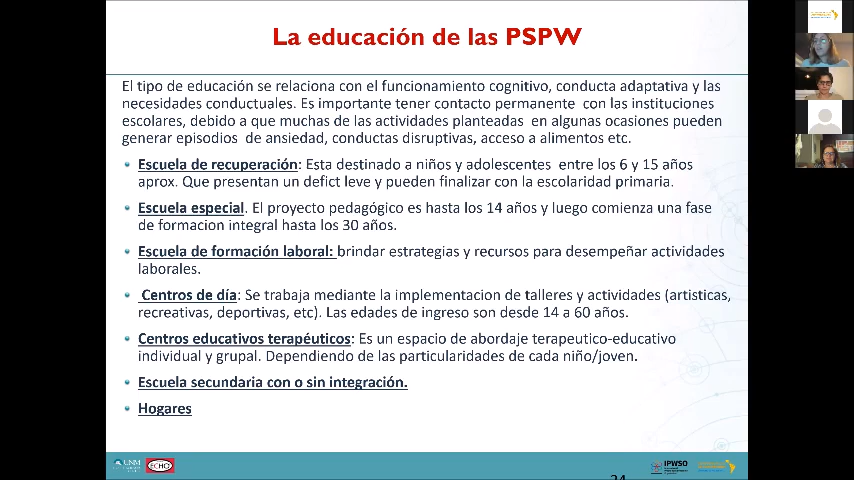 La educación de las PSPW
El tipo de educación se relaciona con el funcionamiento cognitivo, conducta adaptativa y las
necesidades conductuales. Es importante tener contacto permanente con las instituciones
escolares, debido a que muchas de las actividades planteadas en algunas ocasiones pueden
generar episodios de ansiedad, conductas disruptivas, acceso a alimentos etc.
Escuela de recuperación: Esta destinado a niños y adolescentes entre los 6 y 15 años
aprox. Que presentan un defict leve y pueden finalizar con la escolaridad primaria.
Escuela especial. El proyecto pedagógico es hasta los 14 años y luego comienza una fase
de formacion integral hasta los 30 años.
Escuela de formación laboral: brindar estrategias y recursos para desempeñar actividades
laborales.
Centros de día: Se trabaja mediante la implementacion de talleres y actividades (artisticas,
recreativas, deportivas, etc). Las edades de ingreso son desde 14 a 60 años.
Centros educativos terapéuticos: Es un espacio de abordaje terapeutico-educativo
individual y grupal. Dependiendo de las particularidades de cada niño/joven.
Escuela secundaria con o sin integración.
Hogares
UNM
ECHO
IPWSO